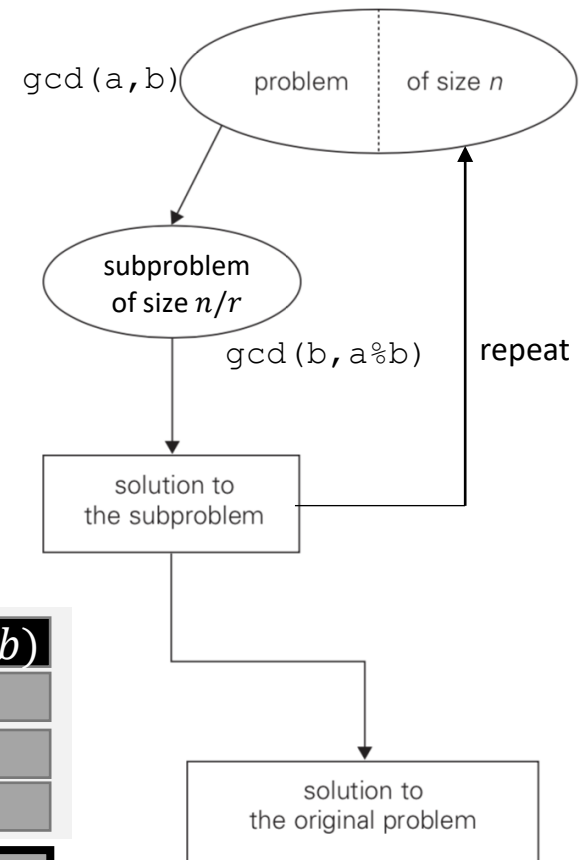 gcd(a,b)
problem of size n
subproblem
of size n/r
gcd(b,a%b)
repeat
solution to
the subproblem
b)
solution to
the original problem